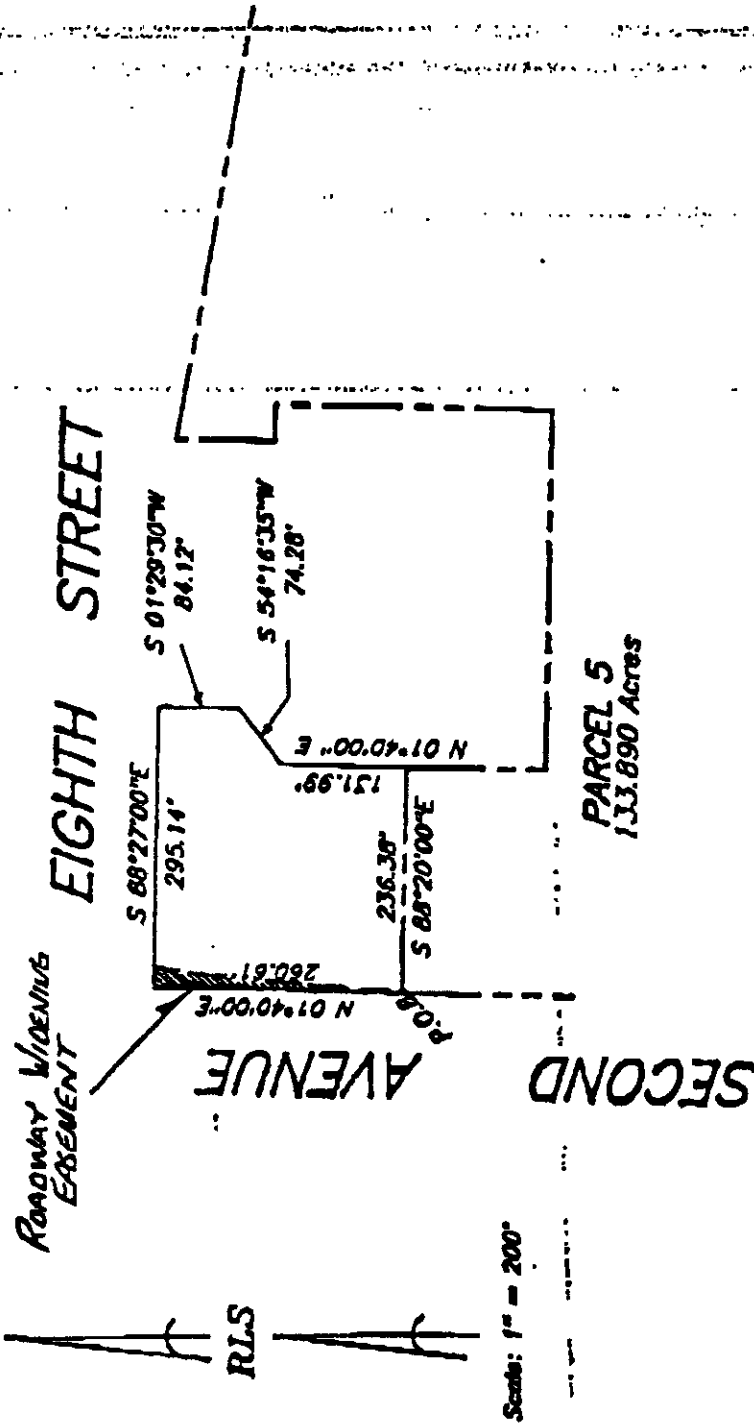 EIGHTH STREET
ROADWAY WIDENING
EASEMENT
S 88°27'00"E
295.14'
S 01°29'30"W
84.12'
S 54°16'35"W
74.28'
N 01°40'00"E
260.61'
N 01°40'00" E
131.99'
236.38'
S 88°20'00"E
P.O.B.
SECOND AVENUE
PARCEL 5
133.890 Acres
RLS
Scale: 1" = 200'